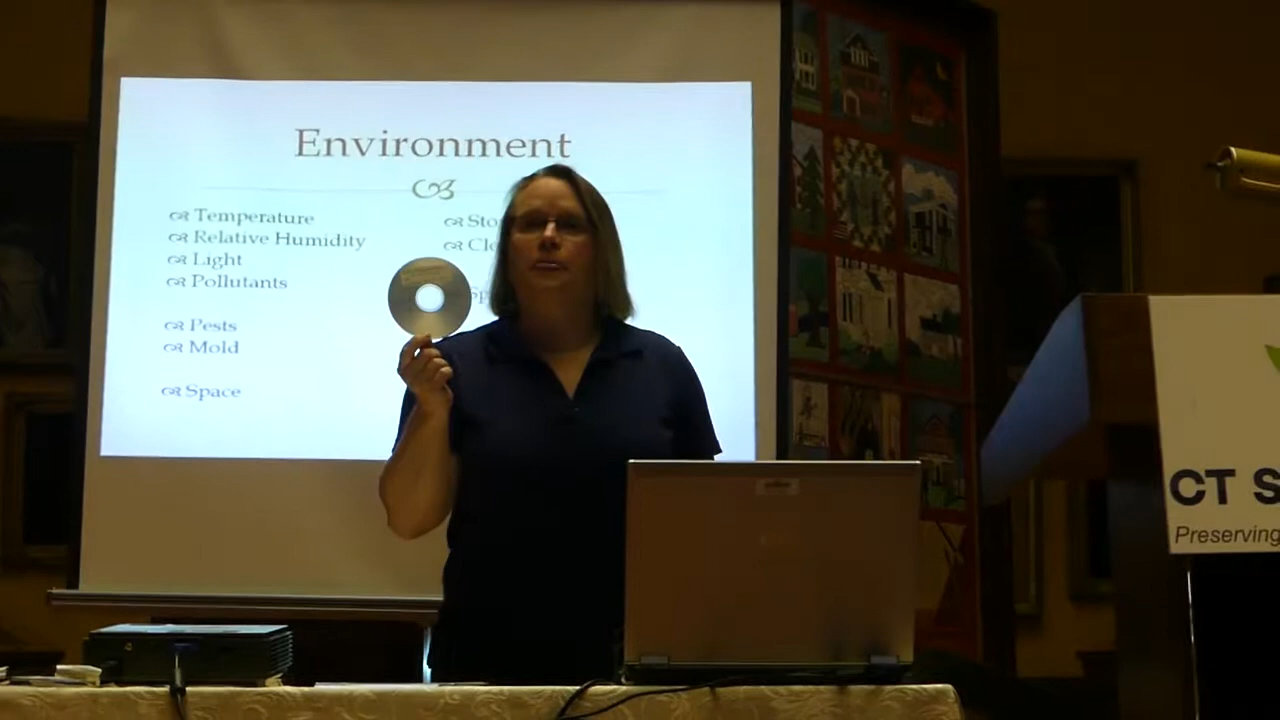 Environment
Temperature
Relative Humidity
Light
Pollutants
Pests
Mold
Space
CT S
Preserving